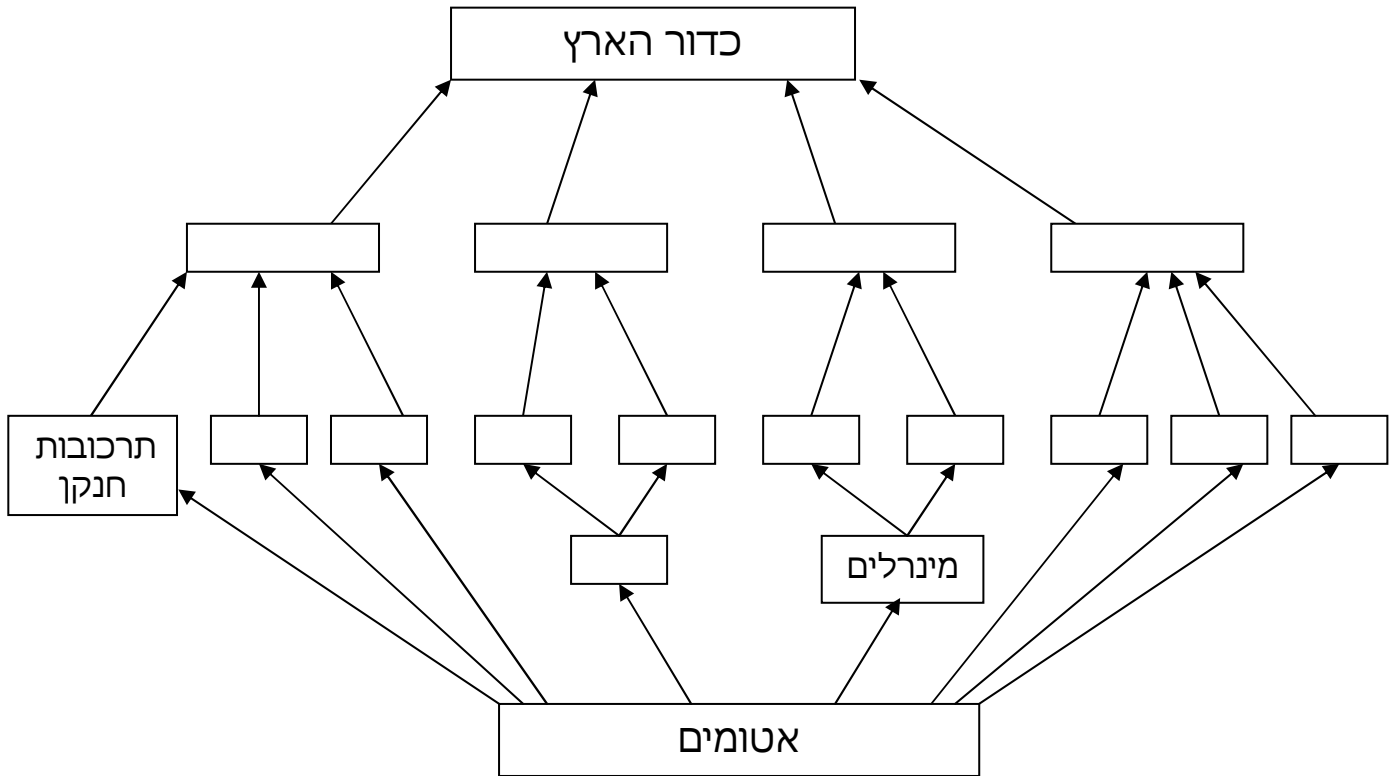 כדור הארץ
תרכובות
חנקן
מינרלים
אטומים